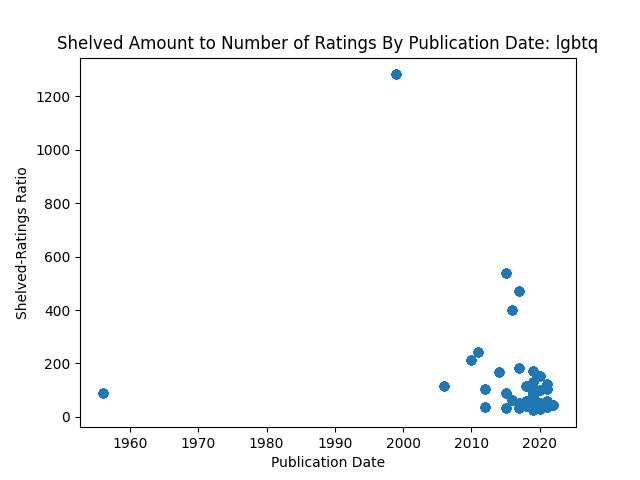 Shelved Amount to Number of Ratings By Publication Date: lgbtq
Shelved-Ratings Ratio
1200
1000
800
600
400
200
0
1960 1970 1980 1990 2000 2010 2020
Publication Date